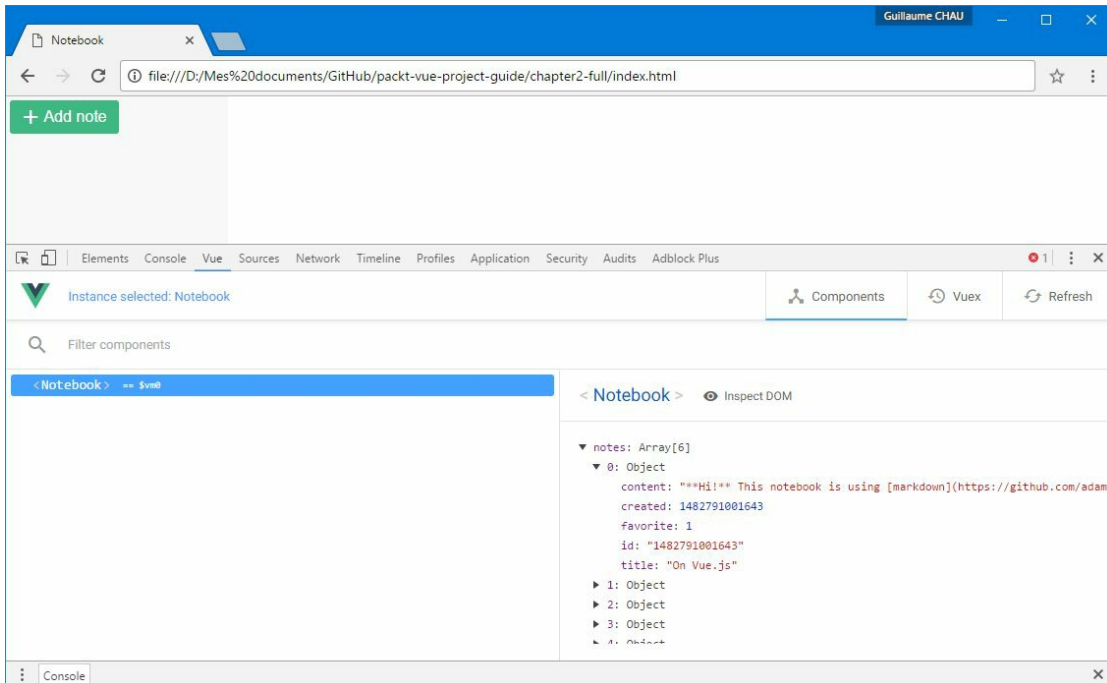 Guillaume CHAU
Notebook
file:///D:/Mes%20documents/GitHub/packt-vue-project-guide/chapter2-full/index.html
+ Add note
Elements Console Vue Sources Network Timeline Profiles Application Security Audits Adblock Plus 1
Instance selected: Notebook Components Vuex Refresh
Filter components
<Notebook> == $vm0
< Notebook > Inspect DOM
notes: Array[6]
0: Object
content: "**Hi!** This notebook is using [markdown](https://github.com/adam
created: 1482791001643
favorite: 1
id: "1482791001643"
title: "On Vue.js"
1: Object
2: Object
3: Object
4: Object
Console